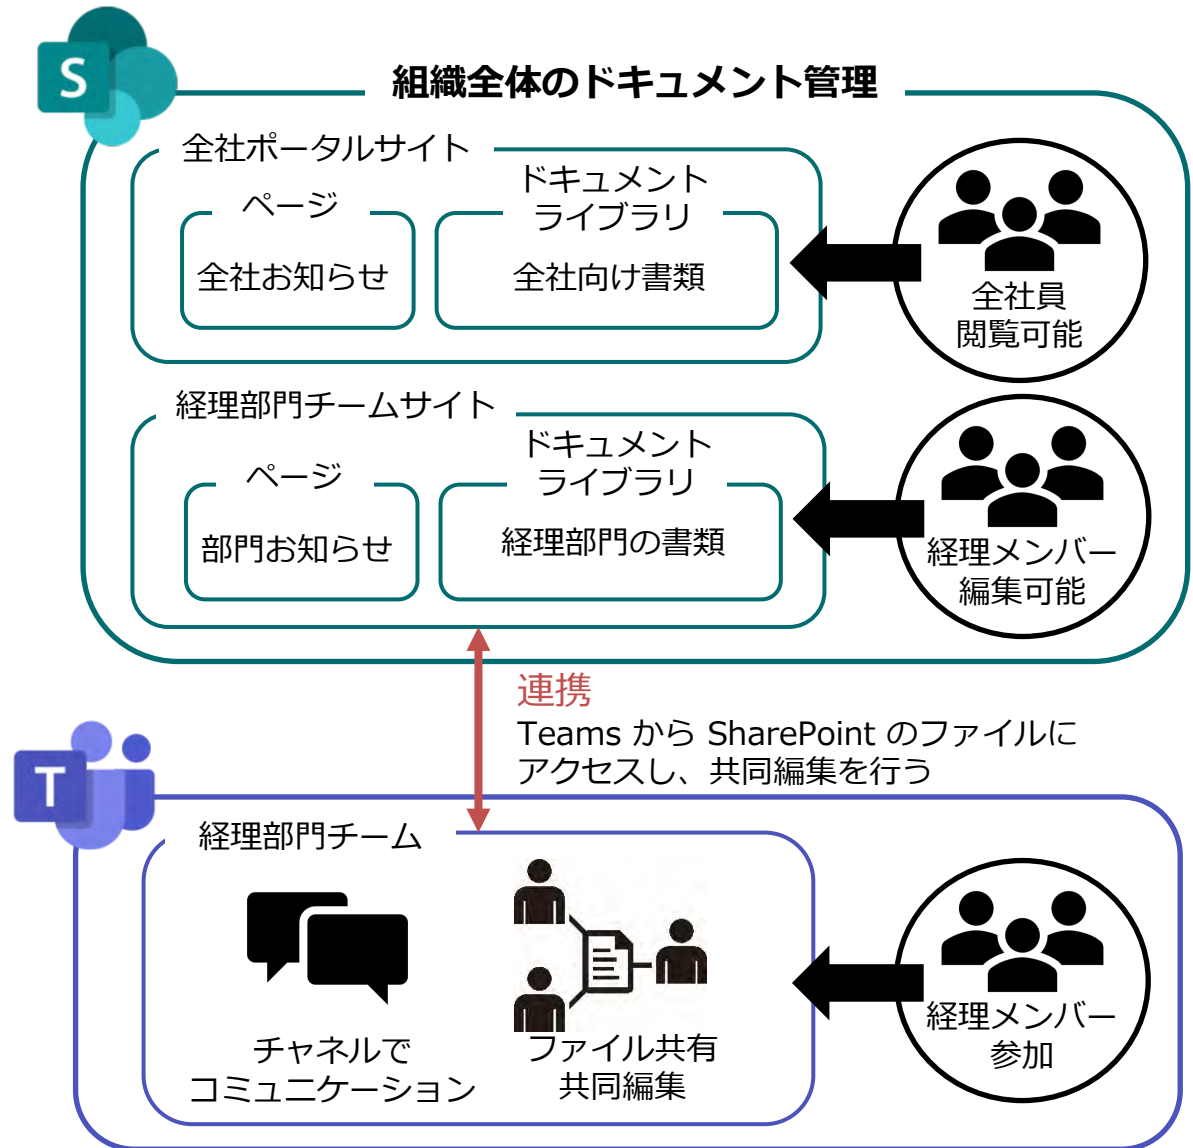 S
組織全体のドキュメント管理
全社ポータルサイト
ページ
全社お知らせ
ドキュメント
ライブラリ
全社向け書類
全社員
閲覧可能
経理部門チームサイト
ページ
部門お知らせ
ドキュメント
ライブラリ
経理部門の書類
経理メンバー
編集可能
連携
Teams から SharePoint のファイルに
アクセスし、共同編集を行う
T
経理部門チーム
チャネルで
コミュニケーション
ファイル共有
共同編集
経理メンバー
参加